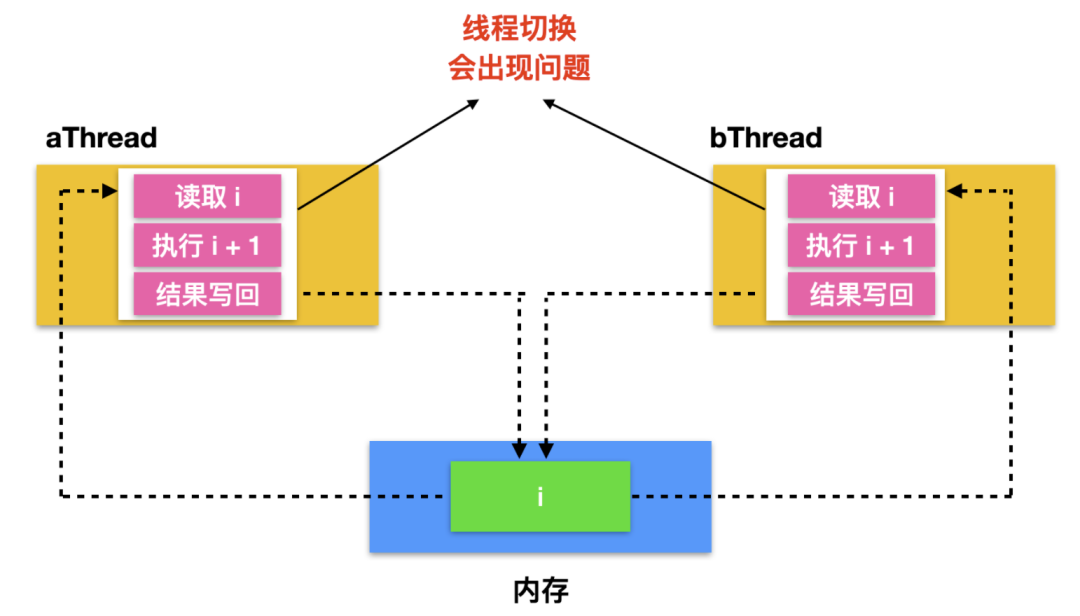 线程切换
会出现问题
aThread
bThread
读取 i
执行 i + 1
结果写回
读取 i
执行 i + 1
结果写回
i
内存